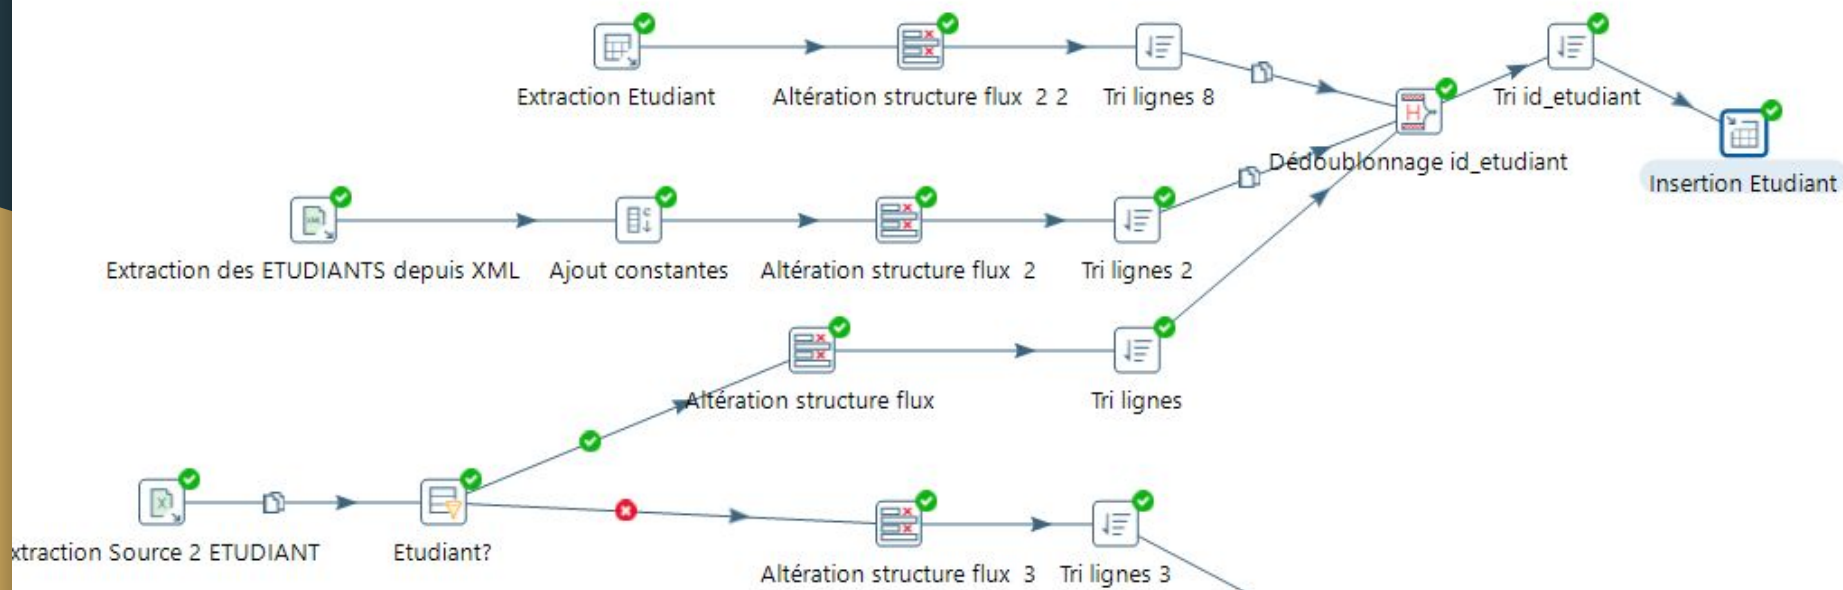 Extraction Etudiant
Altération structure flux 2 2
Tri lignes 8
Tri id_etudiant
Dédoublonnage id_etudiant
Insertion Etudiant
Extraction des ETUDIANTS depuis XML
Ajout constantes
Altération structure flux 2
Tri lignes 2
Altération structure flux
Tri lignes
xtraction Source 2 ETUDIANT
Etudiant?
Altération structure flux 3
Tri lignes 3